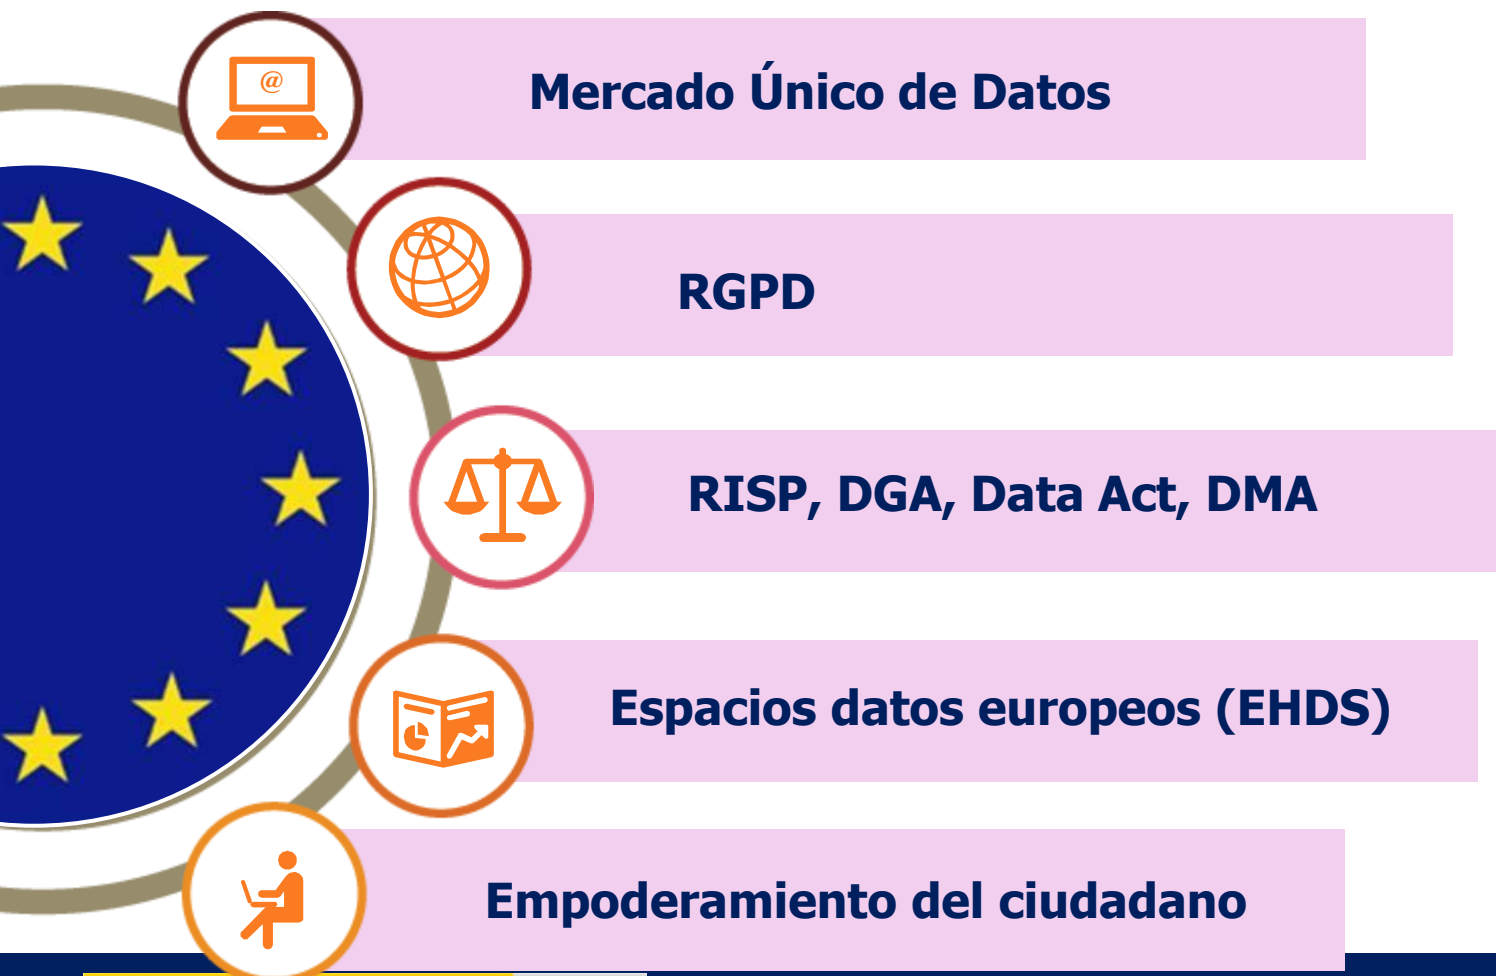 @
Mercado Único de Datos
RGPD
RISP, DGA, Data Act, DMA
Espacios datos europeos (EHDS)
Empoderamiento del ciudadano